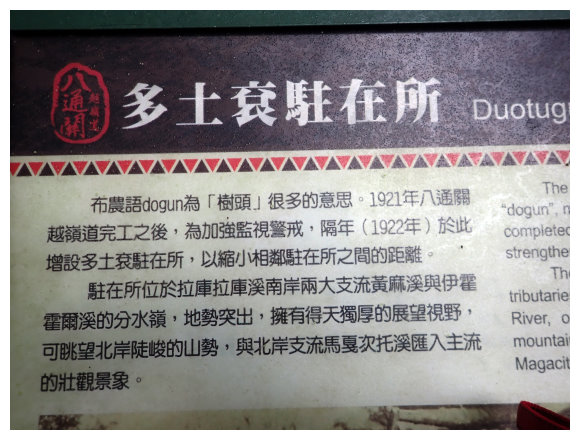 八通關
越嶺道
多土袞駐在所 Duotugu
布農語dogun為「樹頭」很多的意思。1921年八通關
越嶺道完工之後，為加強監視警戒，隔年（1922年）於此
增設多土袞駐在所，以縮小相鄰駐在所之間的距離。
駐在所位於拉庫拉庫溪南岸兩大支流黃麻溪與伊霍
霍爾溪的分水嶺，地勢突出，擁有得天獨厚的展望視野，
可眺望北岸陡峻的山勢，與北岸支流馬戛次托溪匯入主流
的壯觀景象。
The
“dogun”, m
completed
strengthe
The
tributaries
River, o
mountai
Magacit